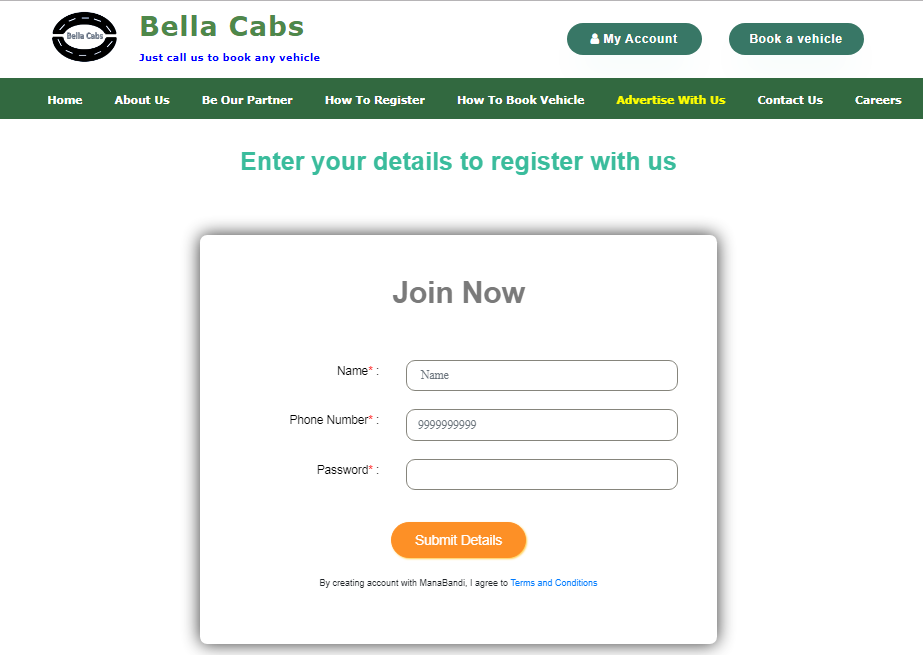 Bella Cabs
Bella Cabs
Just call us to book any vehicle
My Account
Book a vehicle
Home About Us Be Our Partner How To Register How To Book Vehicle Advertise With Us Contact Us Careers
Enter your details to register with us
Join Now
Name* : Name
Phone Number* : 9999999999
Password* :
Submit Details
By creating account with ManaBandi, I agree to Terms and Conditions